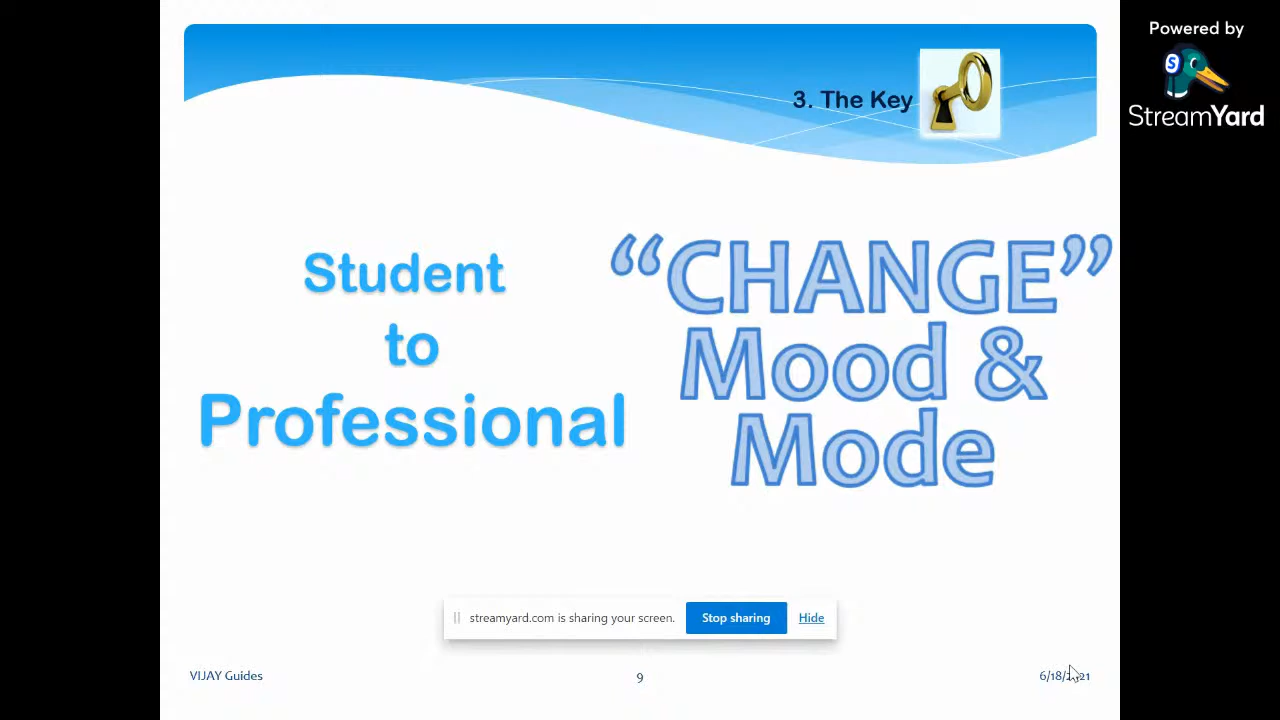 Powered by
StreamYard
3. The Key
Student
to
Professional
“CHANGE”
Mood &
Mode
streamyard.com is sharing your screen.
Stop sharing
Hide
VIJAY Guides
9